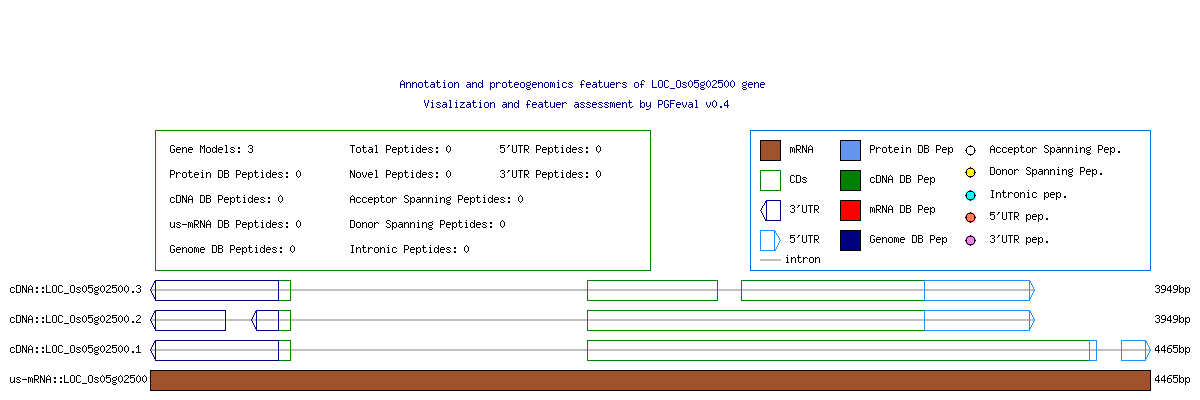 Annotation and proteogenomics featuers of LOC_Os05g02500 gene
Visalization and featuer assessment by PGFeval v0.4
Gene Models: 3 Total Peptides: 0 5'UTR Peptides: 0
Protein DB Peptides: 0 Novel Peptides: 0 3'UTR Peptides: 0
cDNA DB Peptides: 0 Acceptor Spanning Peptides: 0
us-mRNA DB Peptides: 0 Donor Spanning Peptides: 0
Genome DB Peptides: 0 Intronic Peptides: 0
mRNA Protein DB Pep Acceptor Spanning Pep.
CDs cDNA DB Pep Donor Spanning Pep.
3'UTR mRNA DB Pep Intronic pep.
5'UTR Genome DB Pep 5'UTR pep.
intron 3'UTR pep.
cDNA::LOC_Os05g02500.3 3949bp
cDNA::LOC_Os05g02500.2 3949bp
cDNA::LOC_Os05g02500.1 4465bp
us-mRNA::LOC_Os05g02500 4465bp